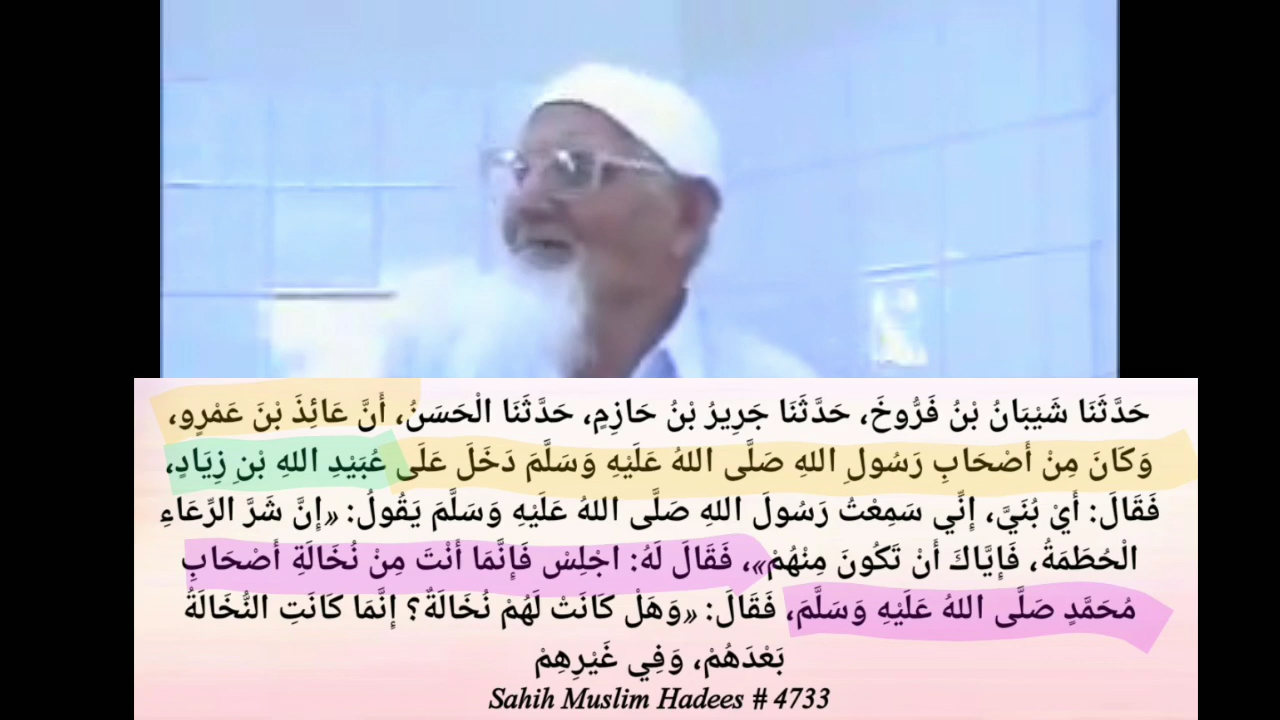 حَدَّثَنَا شَيْبَانُ بْنُ فَرُّوخَ، حَدَّثَنَا جَرِيرُ بْنُ حَازِمٍ، حَدَّثَنَا الْحَسَنُ، أَنَّ عَائِذَ بْنَ عَمْرٍو،
وَكَانَ مِنْ أَصْحَابِ رَسُولِ اللهِ صَلَّى اللهُ عَلَيْهِ وَسَلَّمَ دَخَلَ عَلَى عُبَيْدِ اللهِ بْنِ زِيَادٍ،
فَقَالَ: أَيْ بُنَيَّ، إِنِّي سَمِعْتُ رَسُولَ اللهِ صَلَّى اللهُ عَلَيْهِ وَسَلَّمَ يَقُولُ: «إِنَّ شَرَّ الرِّعَاءِ
الْحُطَمَةُ، فَإِيَّاكَ أَنْ تَكُونَ مِنْهُمْ»، فَقَالَ لَهُ: اجْلِسْ فَإِنَّمَا أَنْتَ مِنْ نُخَالَةِ أَصْحَابِ
مُحَمَّدٍ صَلَّى اللهُ عَلَيْهِ وَسَلَّمَ، فَقَالَ: «وَهَلْ كَانَتْ لَهُمْ نُخَالَةٌ؟ إِنَّمَا كَانَتِ النُّخَالَةُ
بَعْدَهُمْ، وَفِي غَيْرِهِمْ
Sahih Muslim Hadees # 4733